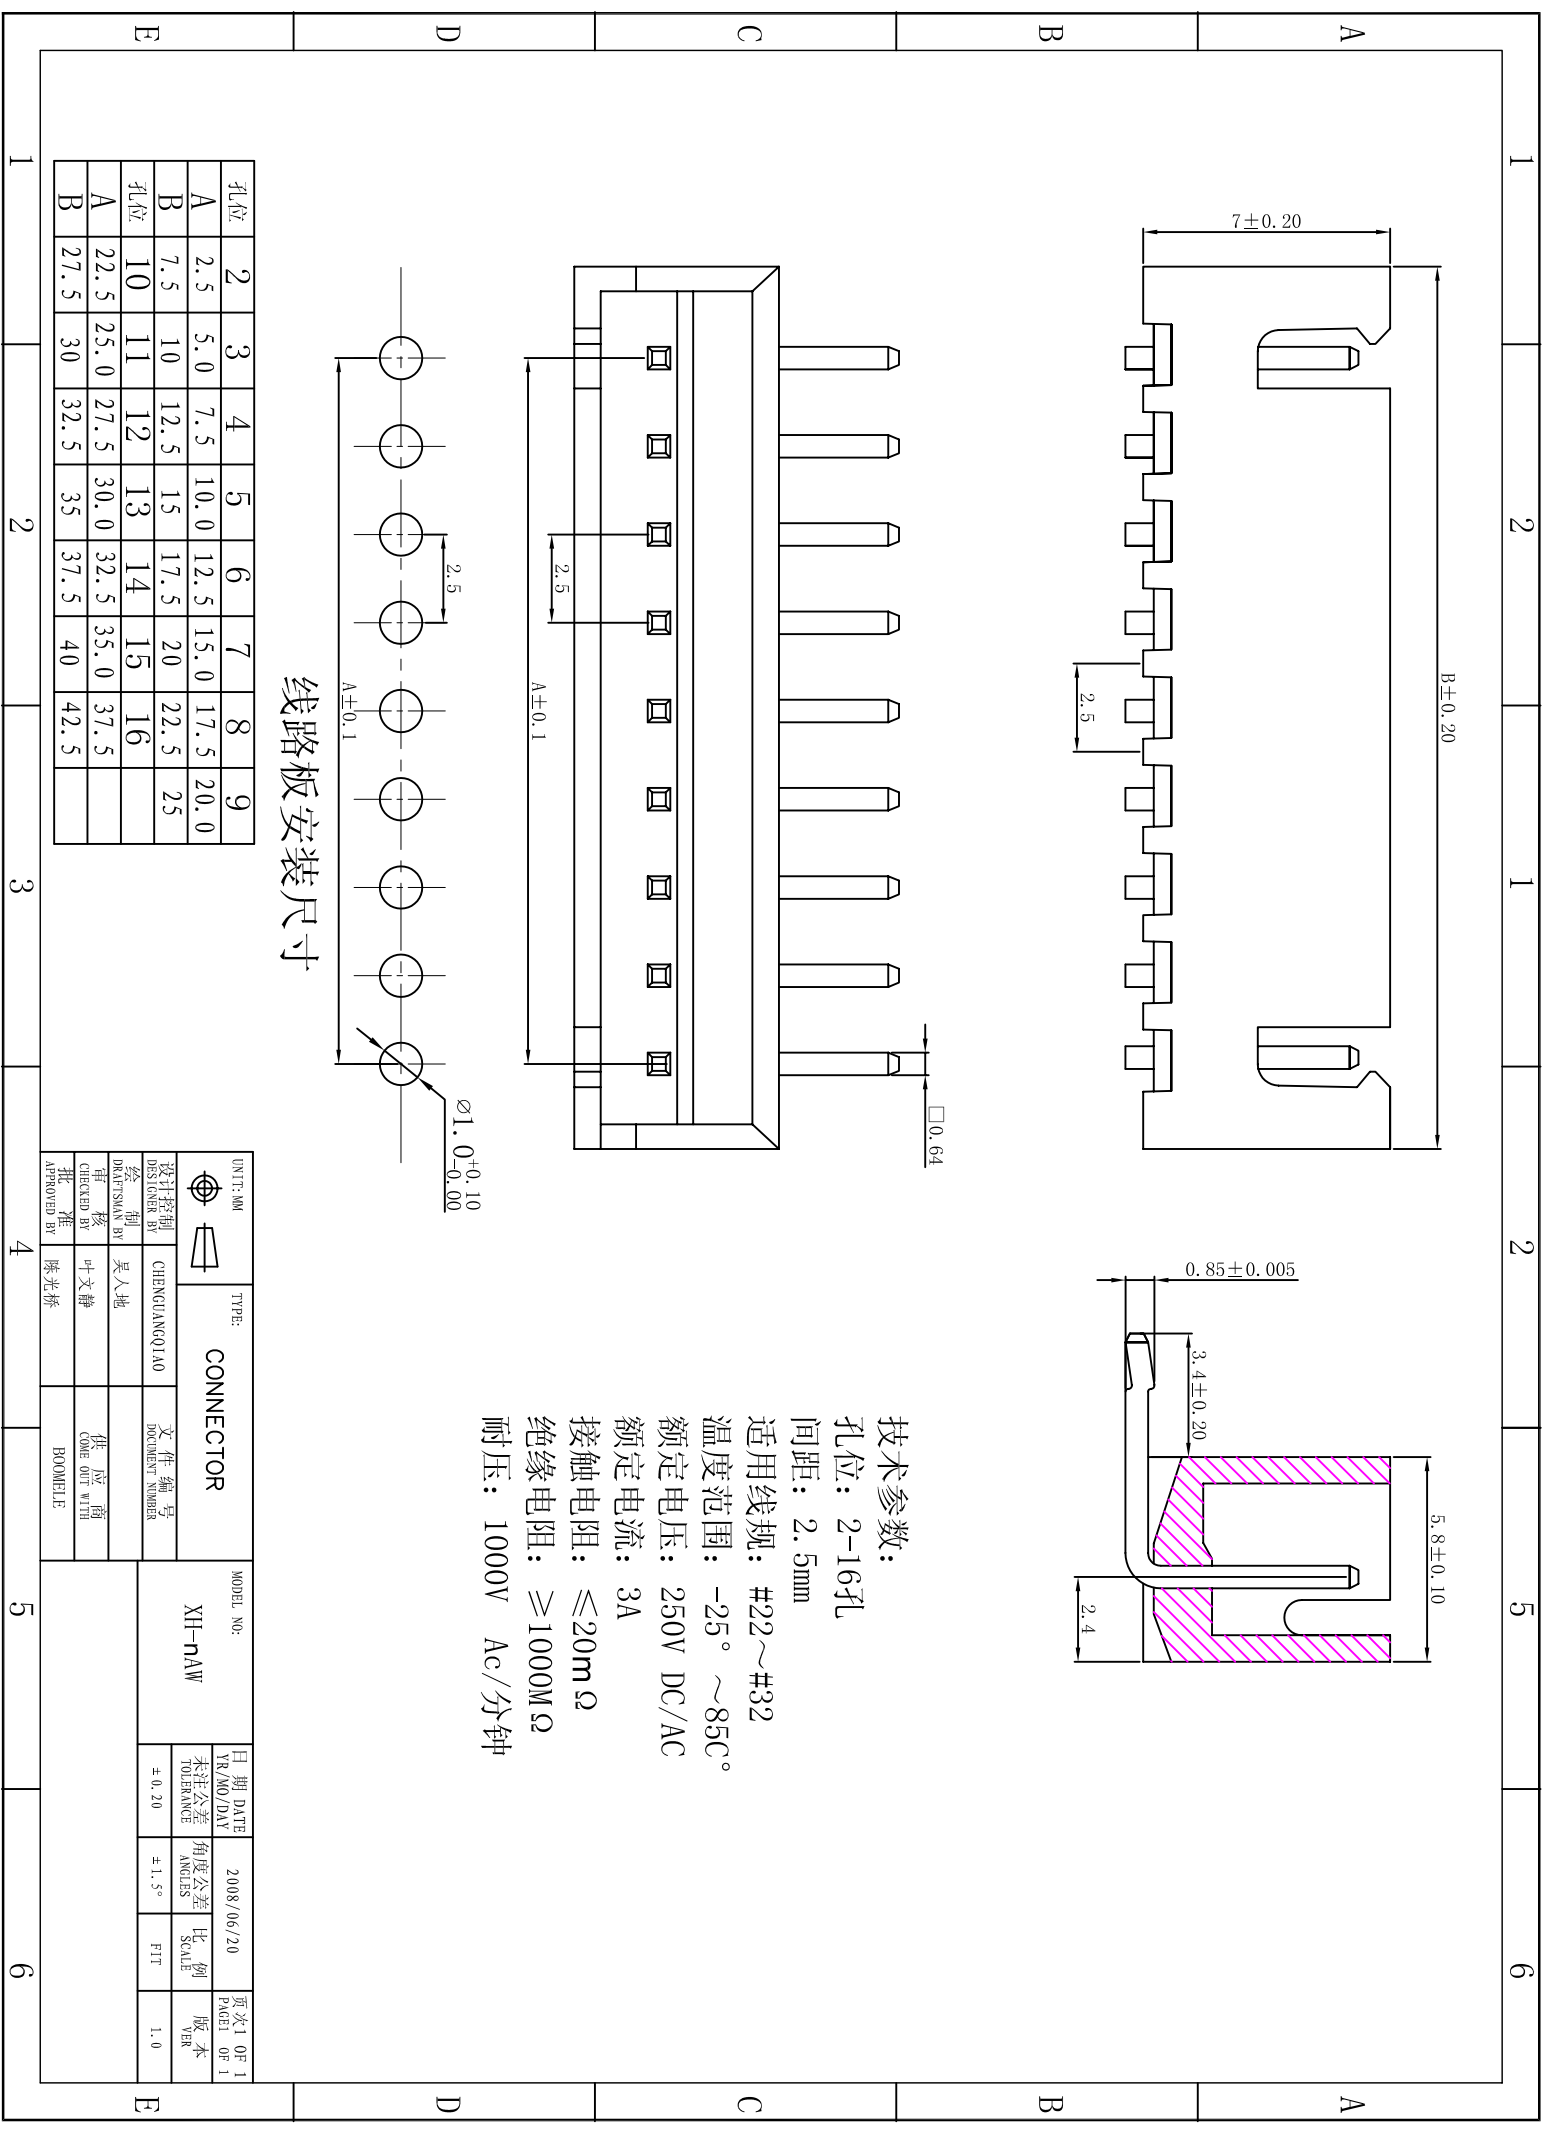 1 2 1 2 5 6
A
B
C
D
E
A
B
C
D
E
1 2 3 4 5 6
B±0.20
7±0.20
2.5
5.8±0.10
3.4±0.20
0.85±0.005
2.4
□0.64
2.5
A±0.1
2.5
A±0.1
⌀1.0+0.10
-0.00
线路板安装尺寸
技术参数:
孔位: 2-16孔
间距: 2.5mm
适用线规: #22～#32
温度范围: -25° ～85C°
额定电压: 250V DC/AC
额定电流: 3A
接触电阻: ≤20mΩ
绝缘电阻: ≥1000MΩ
耐压: 1000V Ac/分钟
孔位 2 3 4 5 6 7 8 9
A 2.5 5.0 7.5 10.0 12.5 15.0 17.5 20.0
B 7.5 10 12.5 15 17.5 20 22.5 25
孔位 10 11 12 13 14 15 16
A 22.5 25.0 27.5 30.0 32.5 35.0 37.5
B 27.5 30 32.5 35 37.5 40 42.5
UNIT:MM
TYPE:
CONNECTOR
MODEL NO:
XH-nAW
日 期 DATE
YR/MO/DAY
2008/06/20
页次1 OF 1
PAGE1 OF 1
未注公差
TOLERANCE
角度公差
ANGLES
比 例
SCALE
版 本
VER
±0.20
±1.5°
FIT
1.0
设计控制
DESIGNER BY
CHENGUANGQIAO
文 件 编 号
DOCUMENT NUMBER
绘 制
DRAFTSMAN BY
吴人地
审 核
CHECKED BY
叶文静
供 应 商
COME OUT WITH
批 准
APPROVED BY
陈光桥
BOOMELE